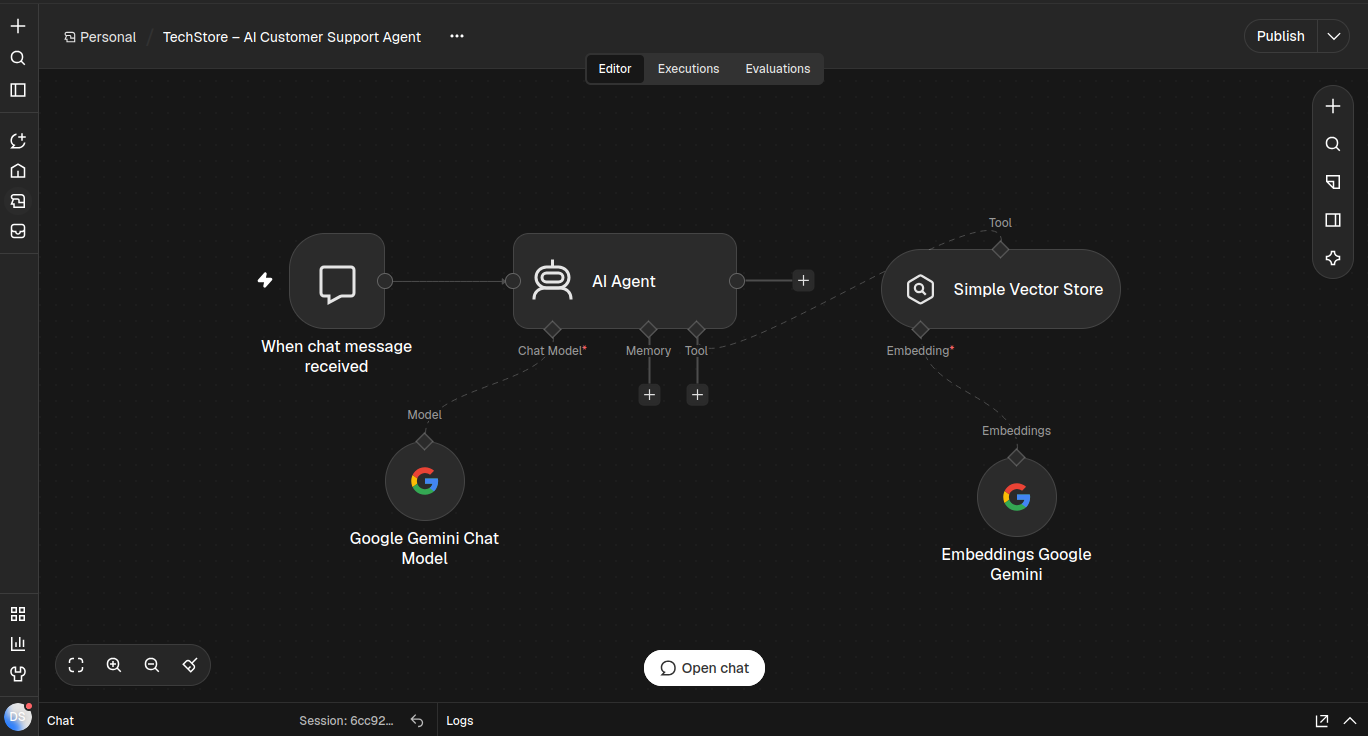 Personal / TechStore – AI Customer Support Agent ...
Publish
Editor Executions Evaluations
Tool
AI Agent
Simple Vector Store
When chat message
received
Chat Model* Memory Tool
Embedding*
Model
Embeddings
Google Gemini Chat
Model
Embeddings Google
Gemini
Open chat
DS
Chat
Session: 6cc92...
Logs